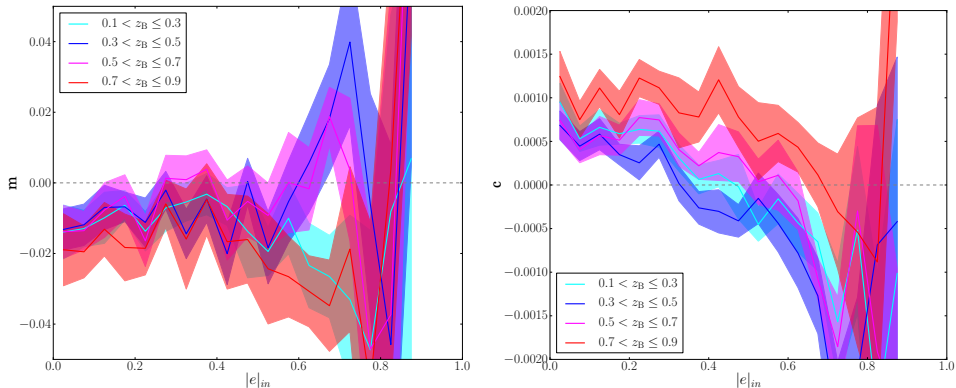 0.1 < z_B ≤ 0.3
0.3 < z_B ≤ 0.5
0.5 < z_B ≤ 0.7
0.7 < z_B ≤ 0.9
0.04
0.02
0.00
−0.02
−0.04
m
0.0 0.2 0.4 0.6 0.8 1.0
|e|_in
0.0020
0.0015
0.0010
0.0005
0.0000
−0.0005
−0.0010
−0.0015
−0.0020
c
0.1 < z_B ≤ 0.3
0.3 < z_B ≤ 0.5
0.5 < z_B ≤ 0.7
0.7 < z_B ≤ 0.9
0.0 0.2 0.4 0.6 0.8 1.0
|e|_in